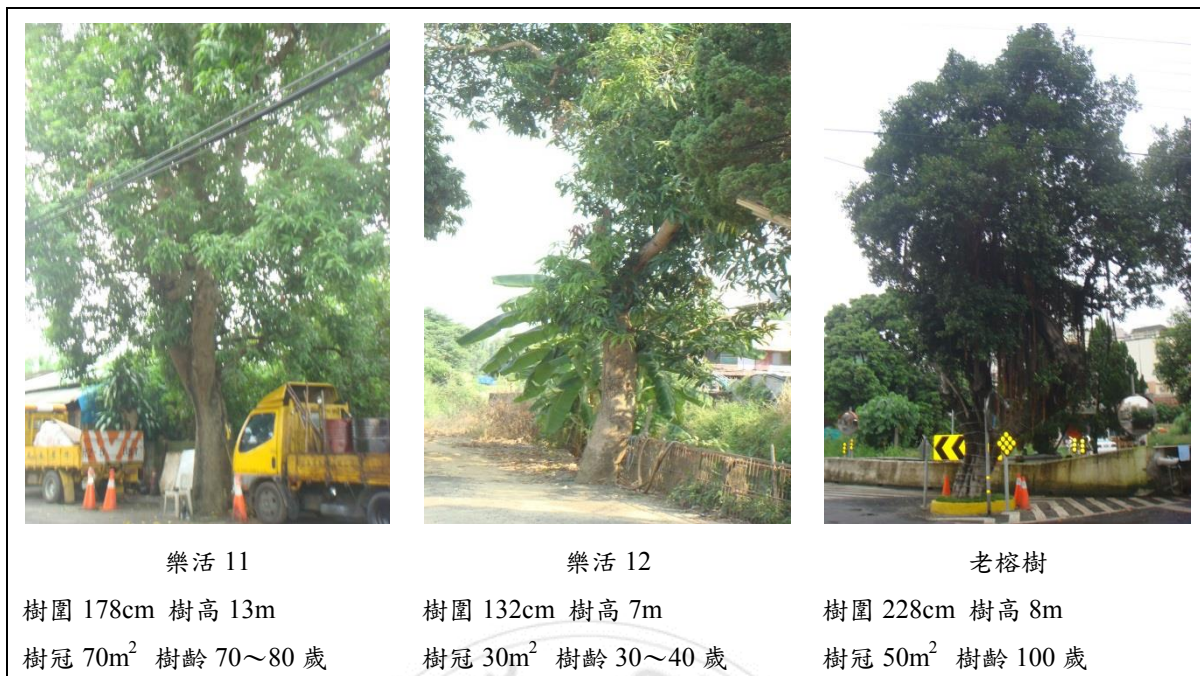 樂活 11
樹圍 178cm 樹高 13m
樹冠 70m² 樹齡 70～80 歲
樂活 12
樹圍 132cm 樹高 7m
樹冠 30m² 樹齡 30～40 歲
老榕樹
樹圍 228cm 樹高 8m
樹冠 50m² 樹齡 100 歲